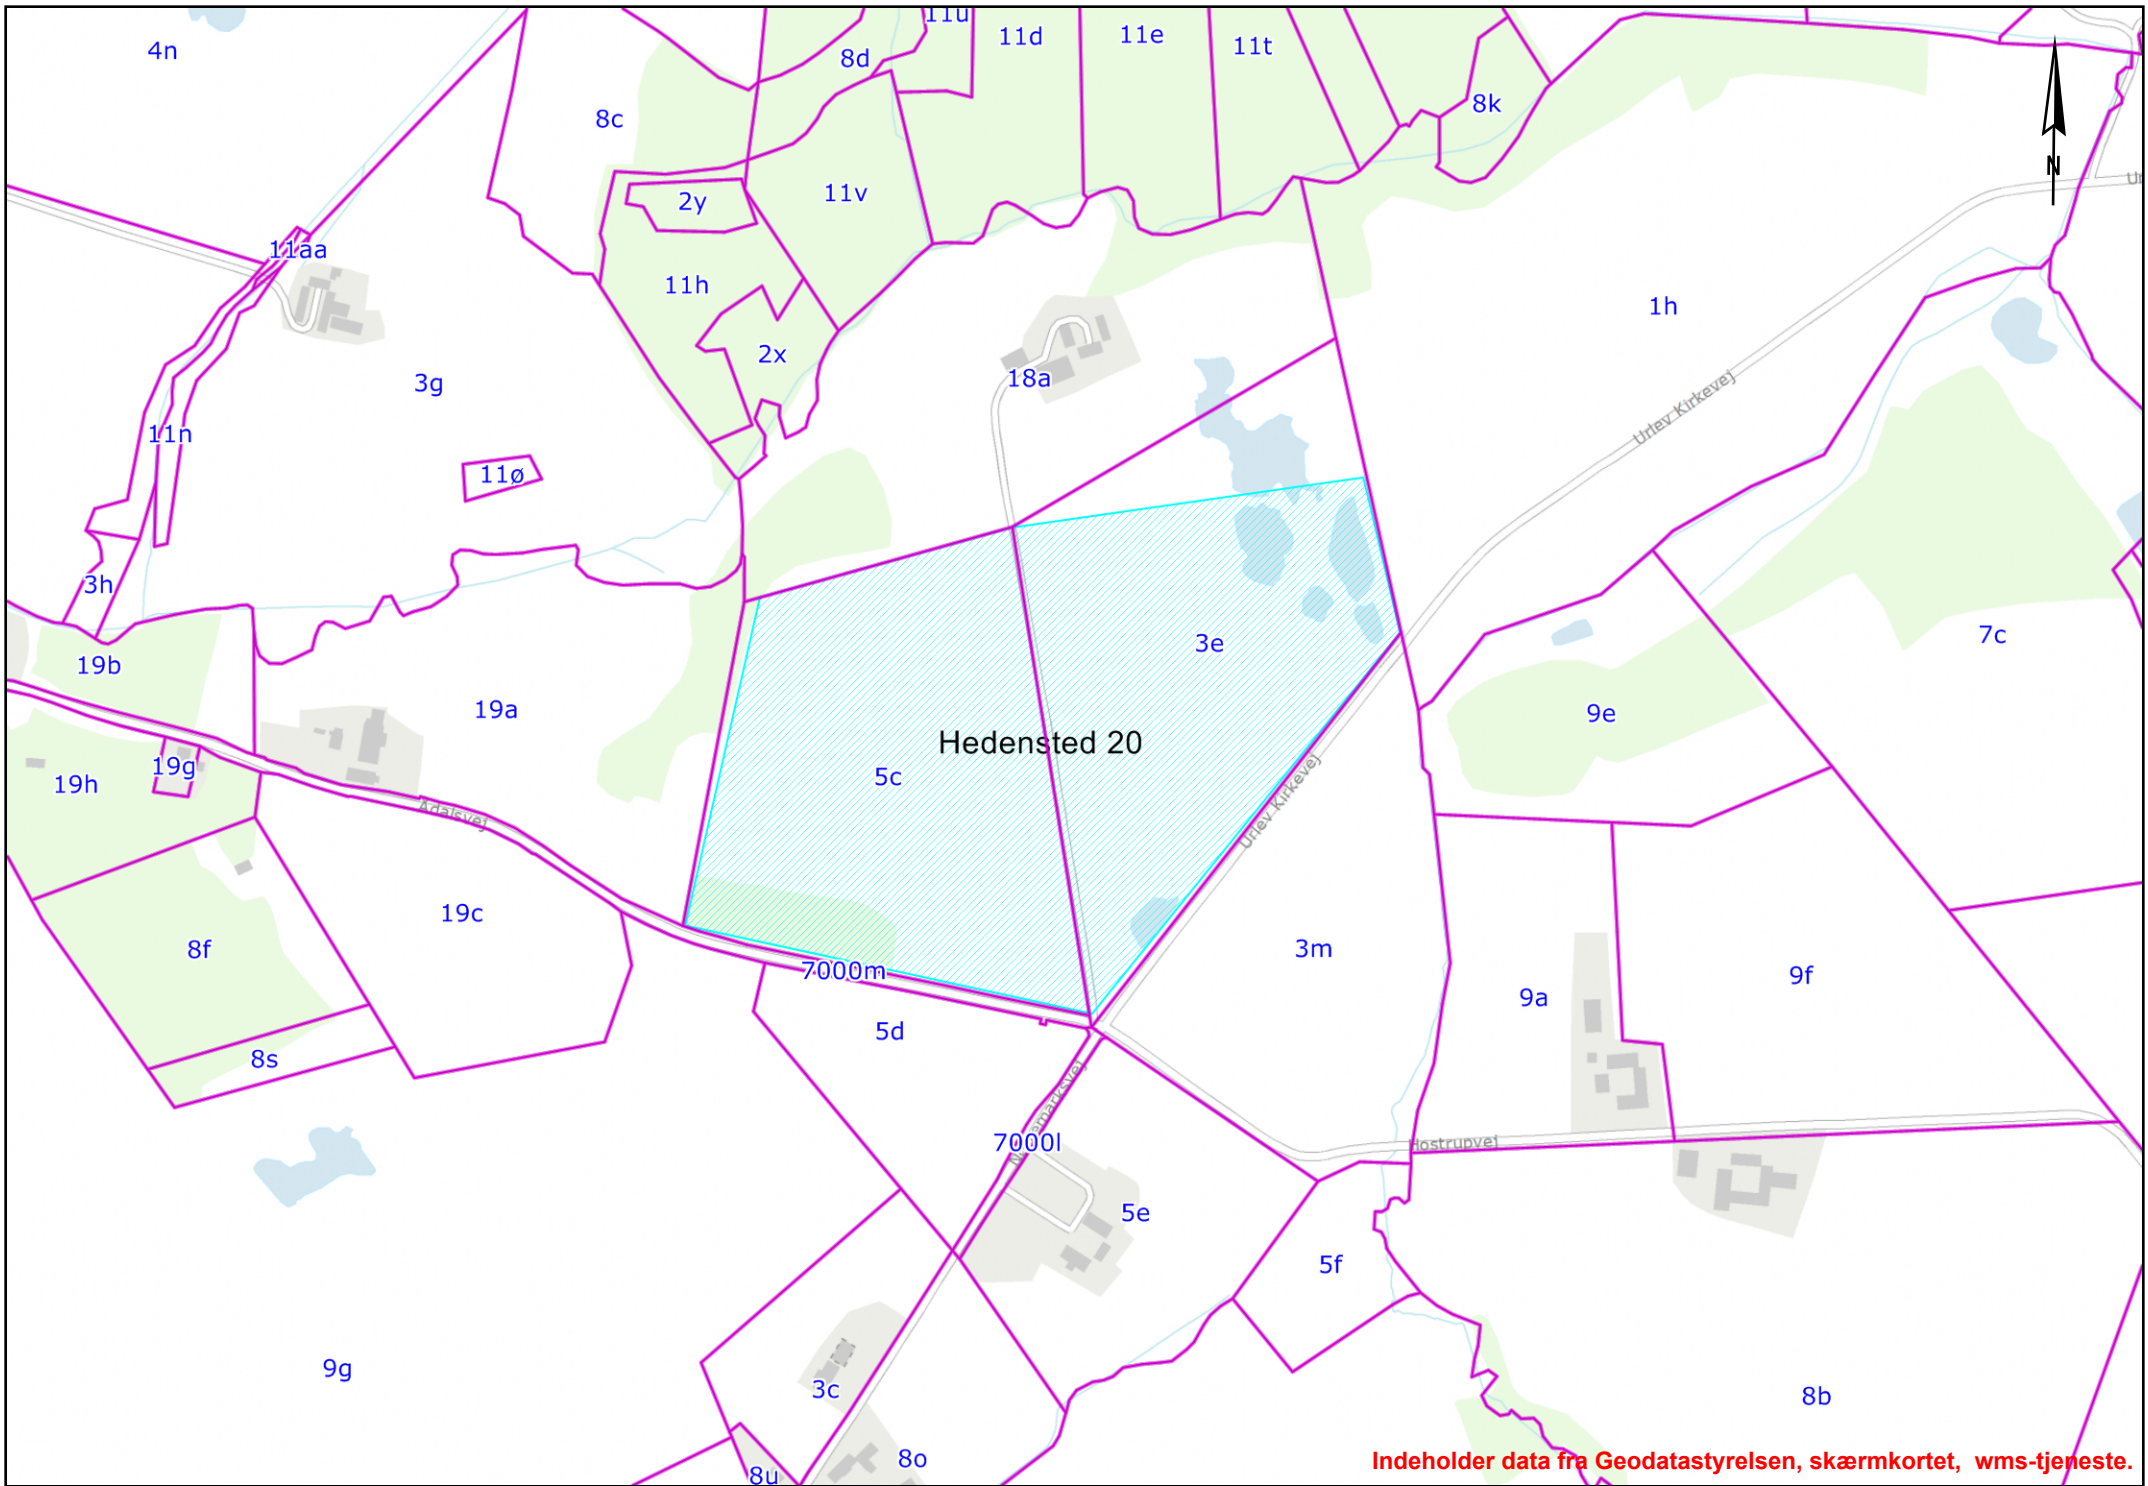 11u
11d
11e
11t
4n
8d
8k
8c
N
2y
11v
11aa
11h
1h
2x
18a
3g
Urlev Kirkevej
11n
11ø
3h
3e
7c
19b
19a
9e
Hedensted 20
19g
5c
19h
Urlev Kirkevej
Ådalsvej
19c
8f
3m
7000m
9f
9a
5d
8s
7000l
Hostrupvej
5e
5f
9g
3c
8b
8o
Indeholder data fra Geodatastyrelsen, skærmkortet, wms-tjeneste.
8u